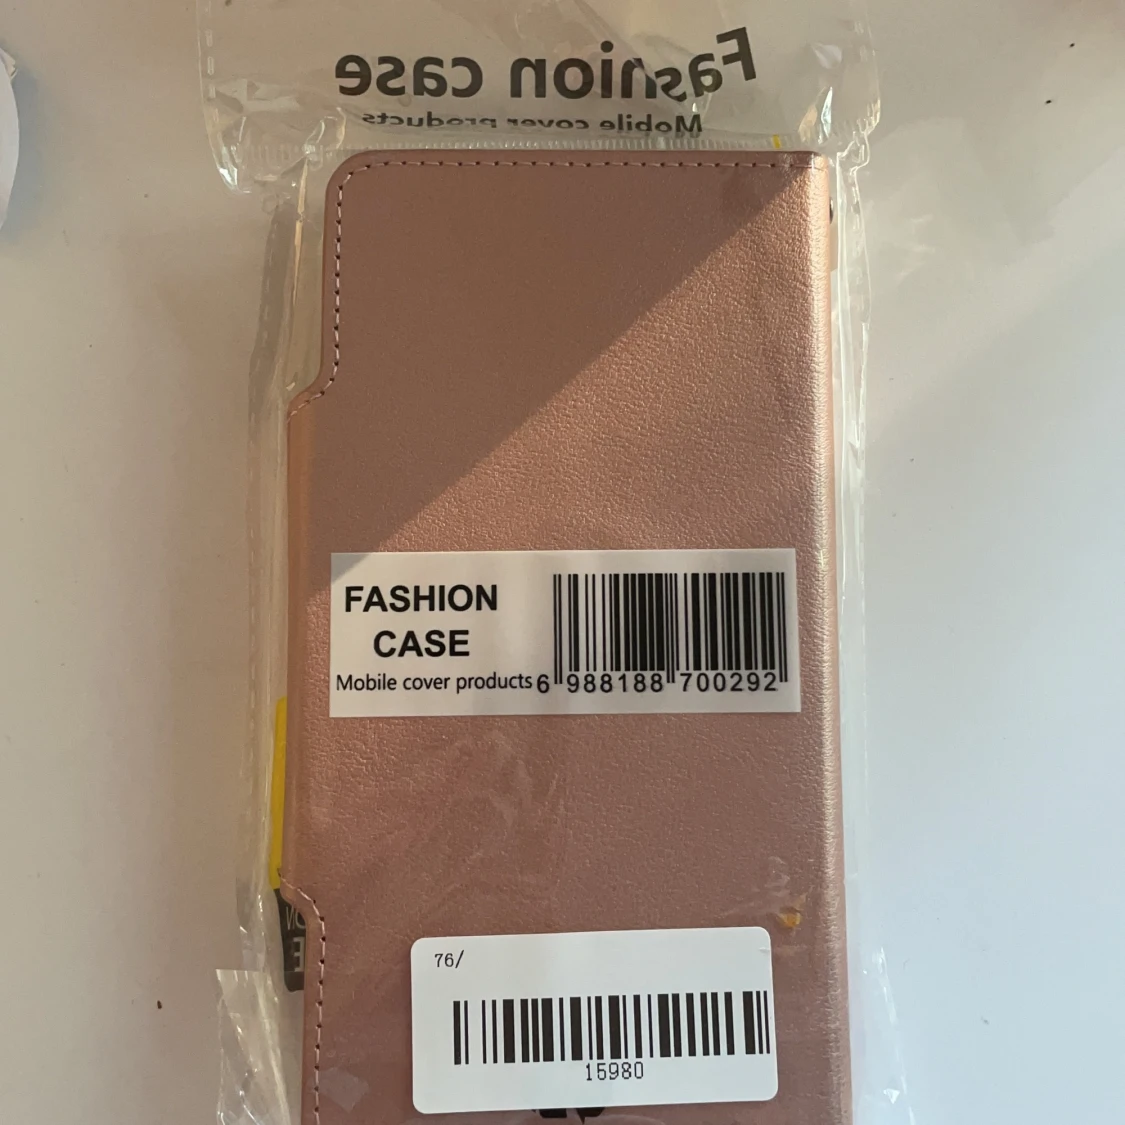 Fashion case
Mobile cover products
FASHION
CASE
Mobile cover products
6 988188 700292
76/
15980